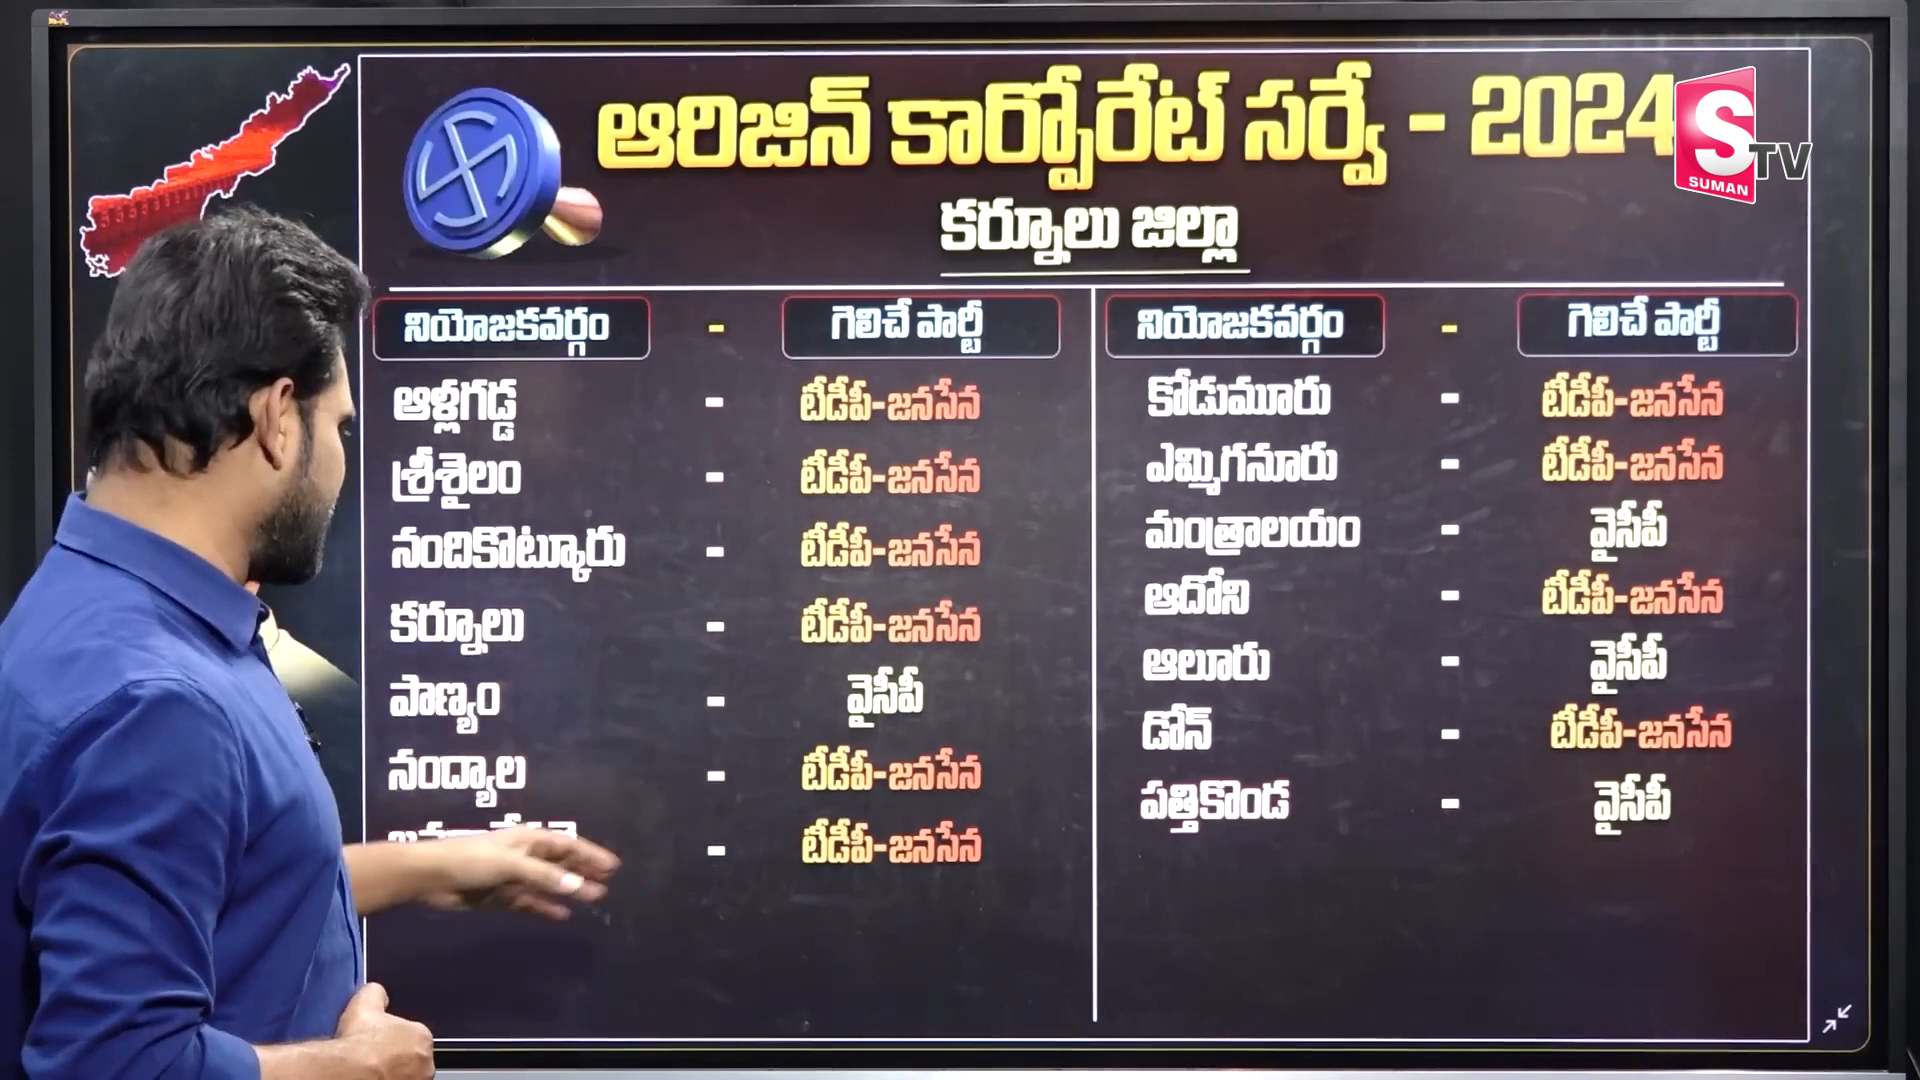 ఆరిజిన్ కార్పోరేట్ సర్వే - 2024
S TV
SUMAN
కర్నూలు జిల్లా
నియోజకవర్గం - గెలిచే పార్టీ
ఆళ్లగడ్డ - టీడీపీ-జనసేన
శ్రీశైలం - టీడీపీ-జనసేన
నందికొట్కూరు - టీడీపీ-జనసేన
కర్నూలు - టీడీపీ-జనసేన
పాణ్యం - వైసీపీ
నంద్యాల - టీడీపీ-జనసేన
- టీడీపీ-జనసేన
నియోజకవర్గం - గెలిచే పార్టీ
కోడుమూరు - టీడీపీ-జనసేన
ఎమ్మిగనూరు - టీడీపీ-జనసేన
మంత్రాలయం - వైసీపీ
ఆదోని - టీడీపీ-జనసేన
ఆలూరు - వైసీపీ
డోన్ - టీడీపీ-జనసేన
పత్తికొండ - వైసీపీ